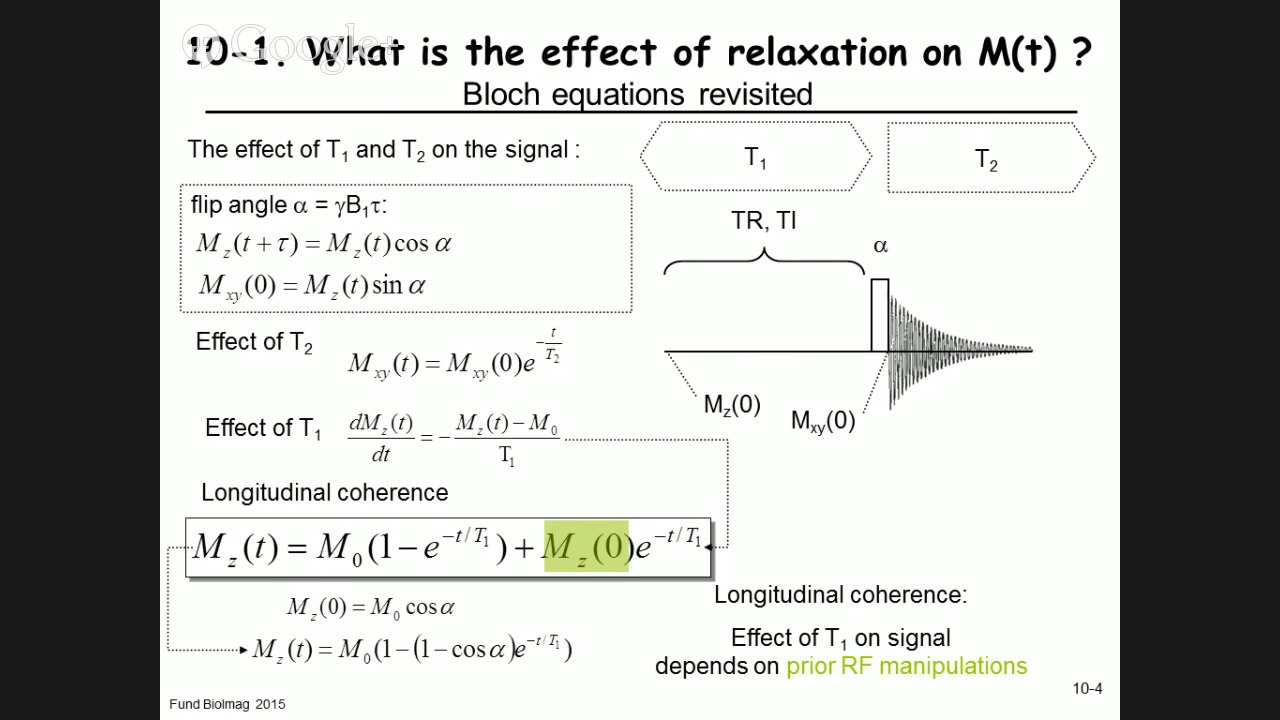 Google+
10-1. What is the effect of relaxation on M(t) ?
Bloch equations revisited
The effect of T₁ and T₂ on the signal :
T₁
T₂
flip angle α = γB₁τ:
M_z(t + τ) = M_z(t)cos α
M_xy(0) = M_z(t)sin α
TR, TI
α
Effect of T₂
M_xy(t) = M_xy(0)e^{-t/T₂}
M_z(0)
M_xy(0)
Effect of T₁
dM_z(t)/dt = - (M_z(t) – M₀)/T₁
Longitudinal coherence
M_z(t) = M₀(1 – e^{-t/T₁}) + M_z(0)e^{-t/T₁}
M_z(0) = M₀ cosα
M_z(t) = M₀(1 – (1 – cosα)e^{-t/T₁})
Longitudinal coherence:
Effect of T₁ on signal
depends on prior RF manipulations
Fund BioImag 2015
10-4